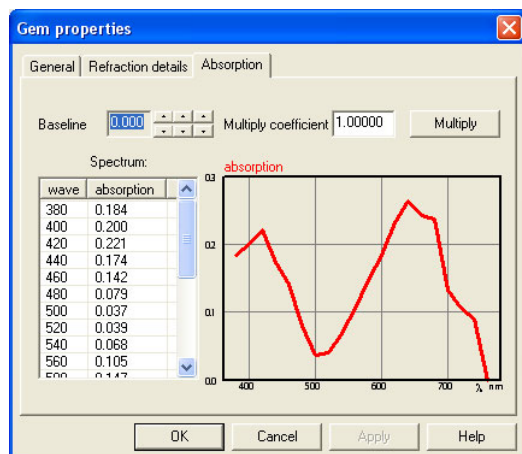 Gem properties
General Refraction details Absorption
Baseline 0.000 Multiply coefficient 1.00000 Multiply
Spectrum:
absorption
wave absorption
380 0.184
400 0.200
420 0.221
440 0.174
460 0.142
480 0.079
500 0.037
520 0.039
540 0.068
560 0.105
0.3
0.2
0.1
0.0
400 500 600 700 λ, nm
OK Cancel Apply Help